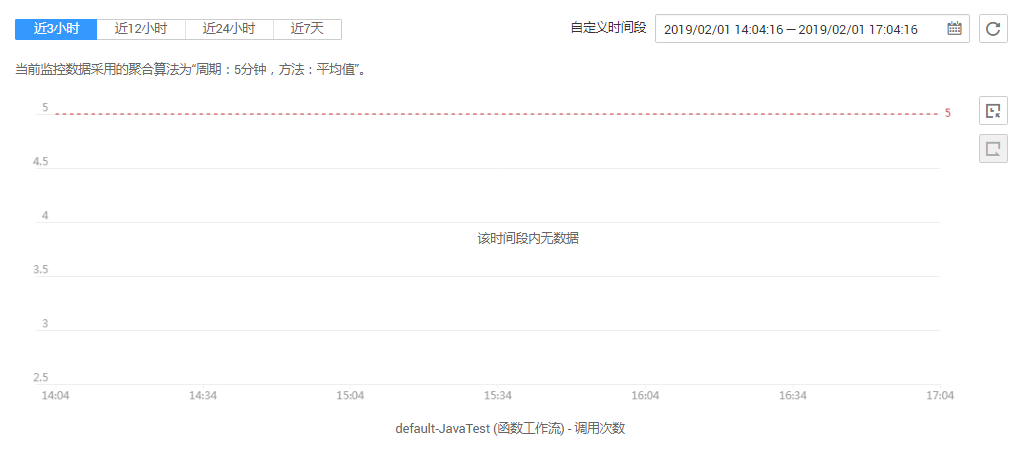 近3小时 近12小时 近24小时 近7天 自定义时间段 2019/02/01 14:04:16 – 2019/02/01 17:04:16
当前监控数据采用的聚合算法为“周期：5分钟，方法：平均值”。
5 5
4.5
4
该时间段内无数据
3.5
3
2.5
14:04 14:34 15:04 15:34 16:04 16:34 17:04
default-JavaTest (函数工作流) - 调用次数